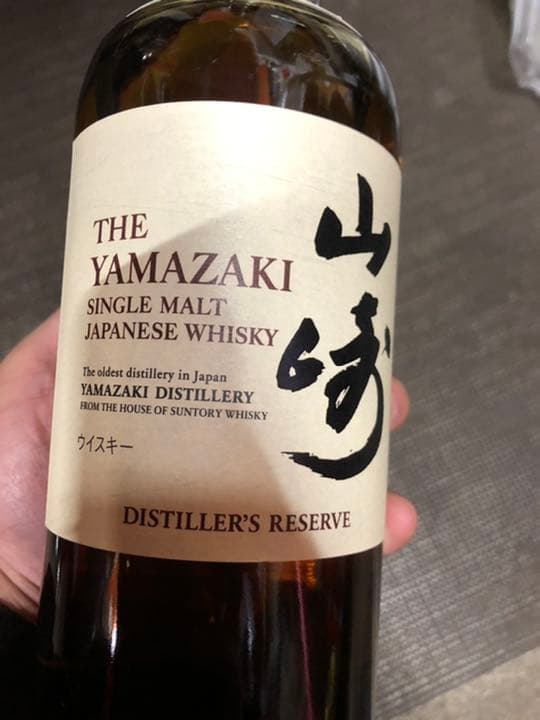 THE
YAMAZAKI
SINGLE MALT
JAPANESE WHISKY
The oldest distillery in Japan
YAMAZAKI DISTILLERY
FROM THE HOUSE OF SUNTORY WHISKY
ウイスキー
DISTILLER'S RESERVE
山崎